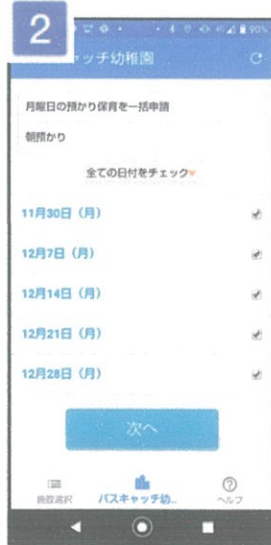 2
90%
ャッチ幼稚園
月曜日の預かり保育を一括申請
朝預かり
全ての日付をチェック
11月30日（月）
12月7日（月）
12月14日（月）
12月21日（月）
12月28日（月）
次へ
施設選択
バスキャッチ幼...
ヘルプ